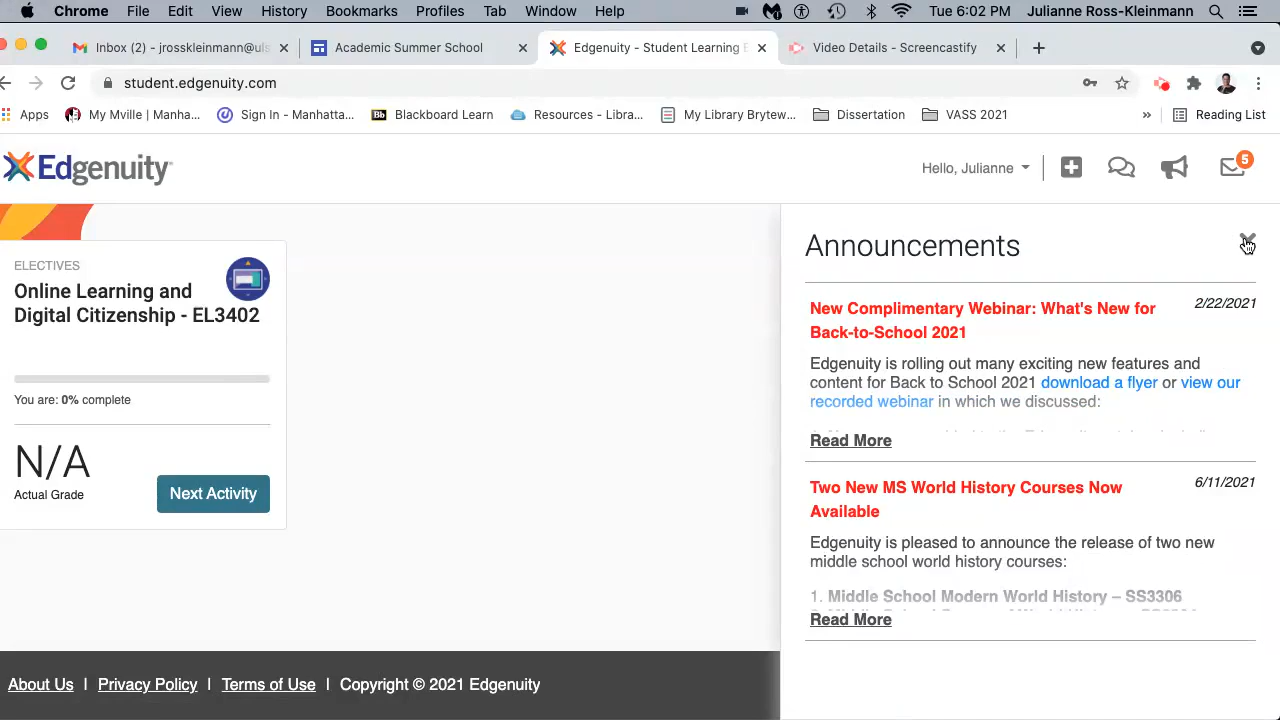 Chrome File Edit View History Bookmarks Profiles Tab Window Help Tue 6:02 PM Julianne Ross-Kleinmann
Inbox (2) - jrosskleinmann@uls
Academic Summer School
Edgenuity - Student Learning E
Video Details - Screencastify
student.edgenuity.com
Apps My Mville | Manha... Sign In - Manhatta... Bb Blackboard Learn Resources - Libra... My Library Brytew... Dissertation VASS 2021 » Reading List
Edgenuity
Hello, Julianne
5
ELECTIVES
Online Learning and
Digital Citizenship - EL3402
You are: 0% complete
N/A
Actual Grade
Next Activity
Announcements
New Complimentary Webinar: What's New for
Back-to-School 2021
2/22/2021
Edgenuity is rolling out many exciting new features and
content for Back to School 2021 download a flyer or view our
recorded webinar in which we discussed:
Read More
Two New MS World History Courses Now
Available
6/11/2021
Edgenuity is pleased to announce the release of two new
middle school world history courses:
1. Middle School Modern World History – SS3306
Read More
About Us | Privacy Policy | Terms of Use | Copyright © 2021 Edgenuity